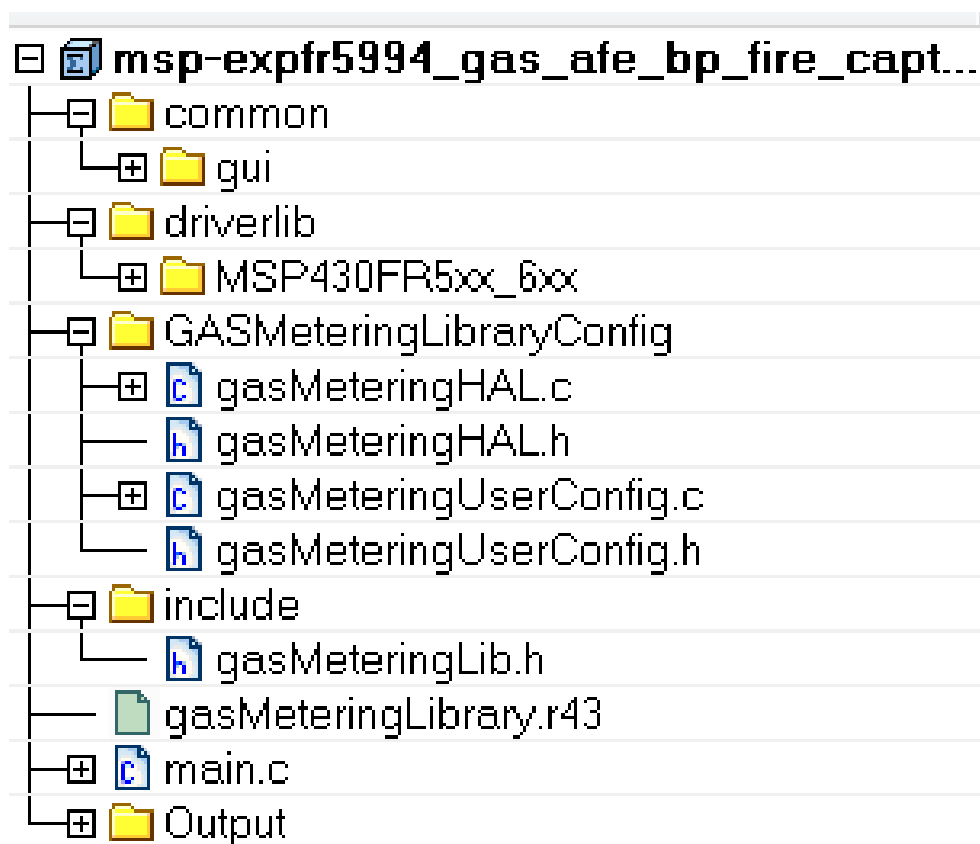 msp-expfr5994_gas_afe_bp_fire_capt...
common
gui
driverlib
MSP430FR5xx_6xx
GASMeteringLibraryConfig
gasMeteringHAL.c
gasMeteringHAL.h
gasMeteringUserConfig.c
gasMeteringUserConfig.h
include
gasMeteringLib.h
gasMeteringLibrary.r43
main.c
Output